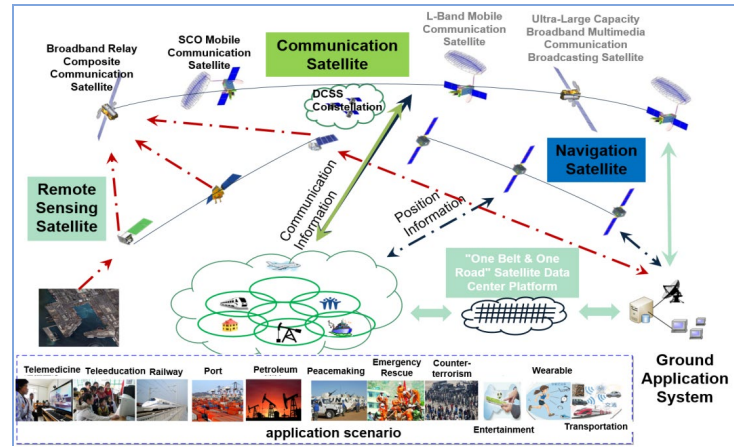 Broadband Relay
Composite
Communication
Satellite
SCO Mobile
Communication
Satellite
Communication
Satellite
L-Band Mobile
Communication
Satellite
Ultra-Large Capacity
Broadband Multimedia
Communication
Broadcasting Satellite
DCSS
Constellation
Remote
Sensing
Satellite
Navigation
Satellite
Communication
Information
Position
Information
"One Belt & One
Road" Satellite Data
Center Platform
Ground
Application
System
Telemedicine
Teleeducation
Railway
Port
Petroleum
Peacemaking
Emergency
Rescue
Counter-
terrorism
Wearable
Entertainment
Transportation
application scenario